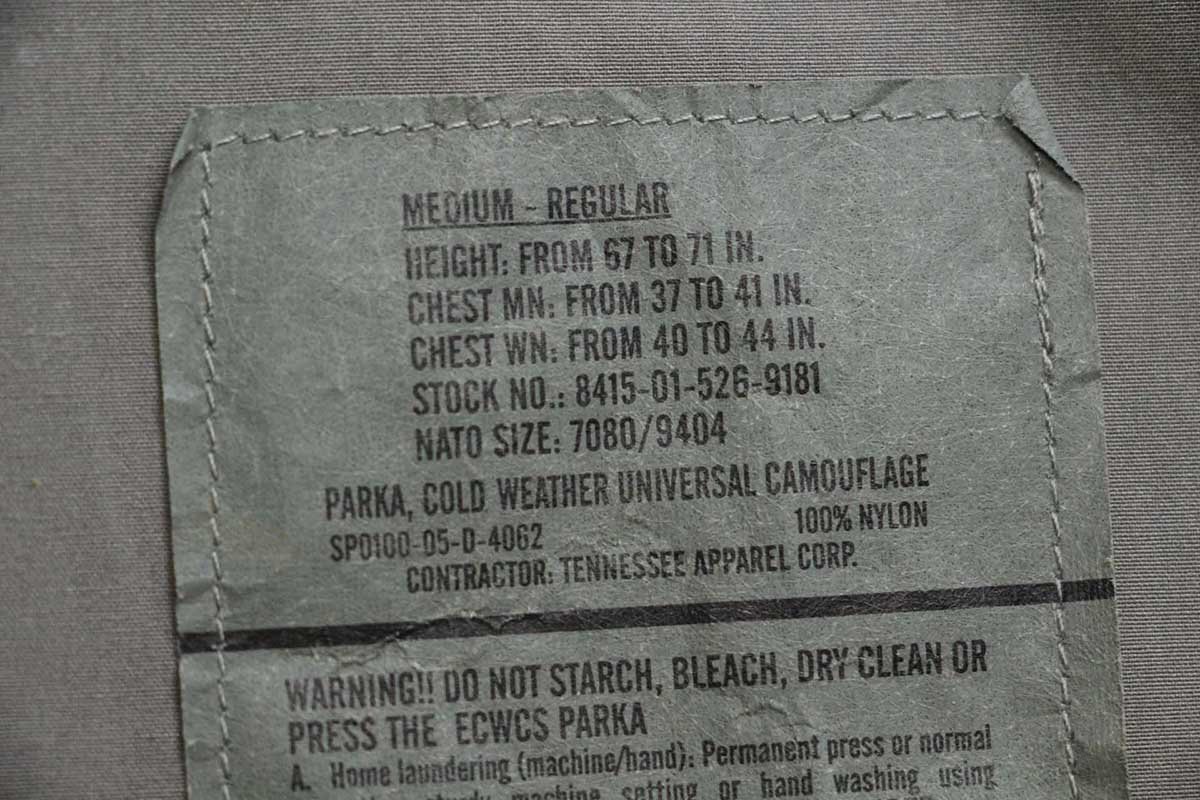 MEDIUM - REGULAR
HEIGHT: FROM 67 TO 71 IN.
CHEST MN: FROM 37 TO 41 IN.
CHEST WN: FROM 40 TO 44 IN.
STOCK NO.: 8415-01-526-9181
NATO SIZE: 7080/9404
PARKA, COLD WEATHER UNIVERSAL CAMOUFLAGE
SP0100-05-D-4062 100% NYLON
CONTRACTOR: TENNESSEE APPAREL CORP.
WARNING!! DO NOT STARCH, BLEACH, DRY CLEAN OR
PRESS THE ECWCS PARKA
A. Home laundering (machine/hand): Permanent press or normal
machine setting or hand washing using